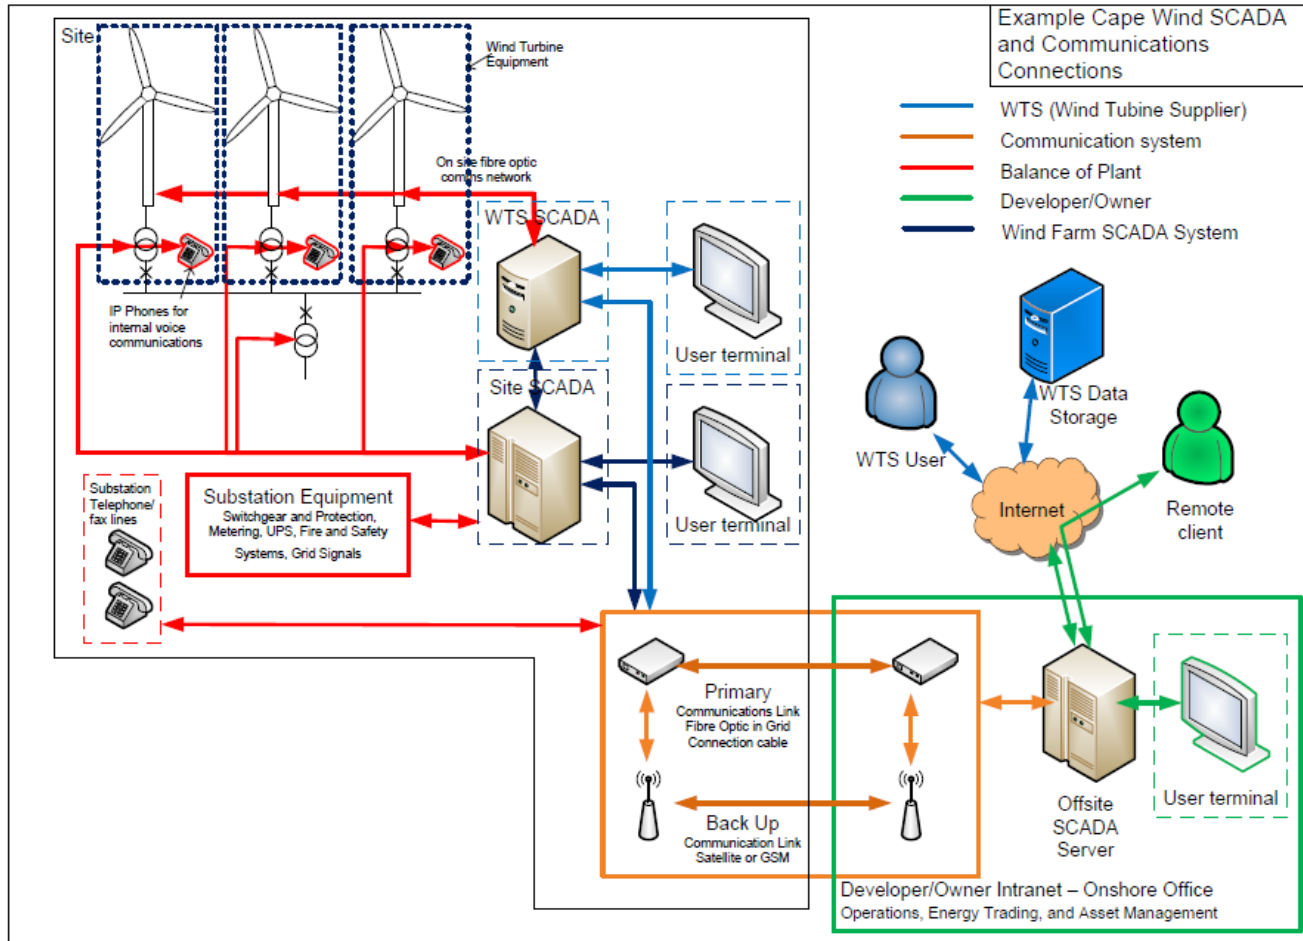 Example Cape Wind SCADA
and Communications
Connections
WTS (Wind Tubine Supplier)
Communication system
Balance of Plant
Developer/Owner
Wind Farm SCADA System
Site
Wind Turbine
Equipment
On site fibre optic
comms network
WTS SCADA
User terminal
IP Phones for
internal voice
communications
Site SCADA
User terminal
Substation
Telephone/
fax lines
Substation Equipment
Switchgear and Protection,
Metering, UPS, Fire and Safety
Systems, Grid Signals
WTS User
WTS Data
Storage
Internet
Remote
client
Primary
Communications Link
Fibre Optic in Grid
Connection cable
Back Up
Communication Link
Satellite or GSM
Offsite
SCADA
Server
User terminal
Developer/Owner Intranet – Onshore Office
Operations, Energy Trading, and Asset Management